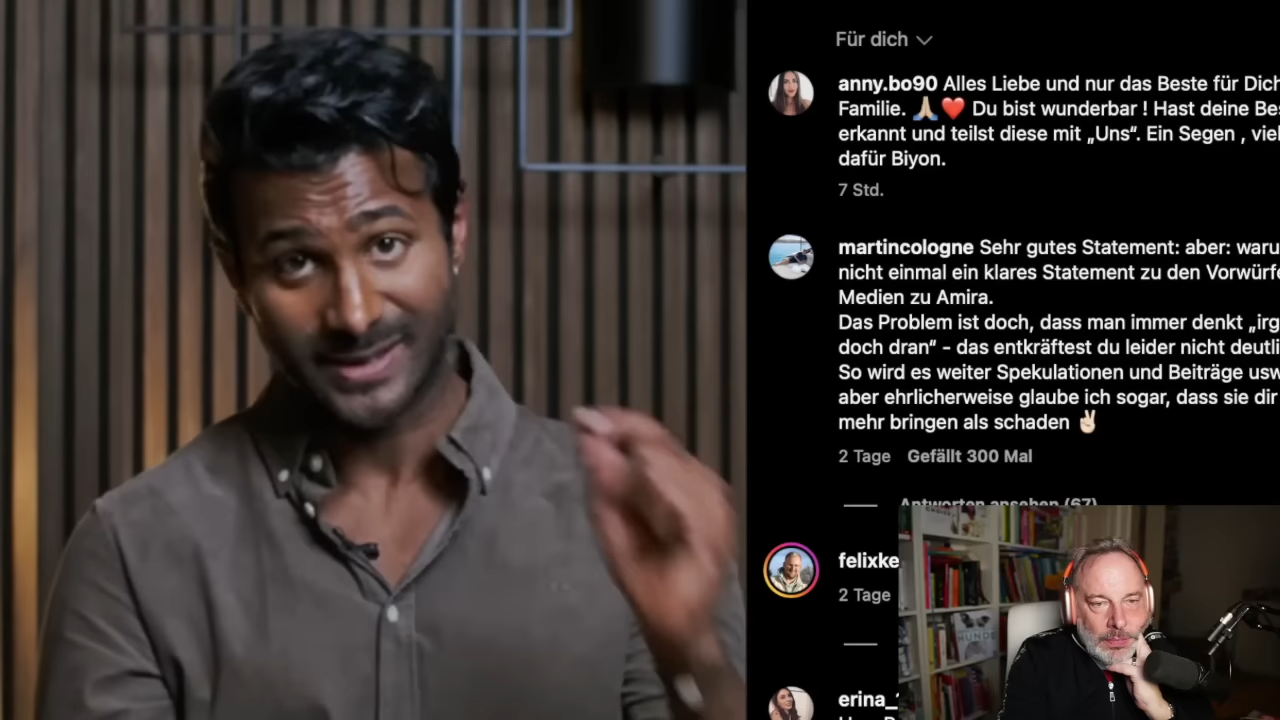 Für dich
anny.bo90 Alles Liebe und nur das Beste für Dich
Familie. 🙏🏼❤️ Du bist wunderbar ! Hast deine Bes
erkannt und teilst diese mit „Uns“. Ein Segen , viel
dafür Biyon.
7 Std.
martincologne Sehr gutes Statement: aber: waru
nicht einmal ein klares Statement zu den Vorwürfe
Medien zu Amira.
Das Problem ist doch, dass man immer denkt „irg
doch dran“ - das entkräftest du leider nicht deutli
So wird es weiter Spekulationen und Beiträge usw
aber ehrlicherweise glaube ich sogar, dass sie dir
mehr bringen als schaden ✌🏻
2 Tage Gefällt 300 Mal
Antworten ansehen (67)
felixke
2 Tage
HUNDE
erina_